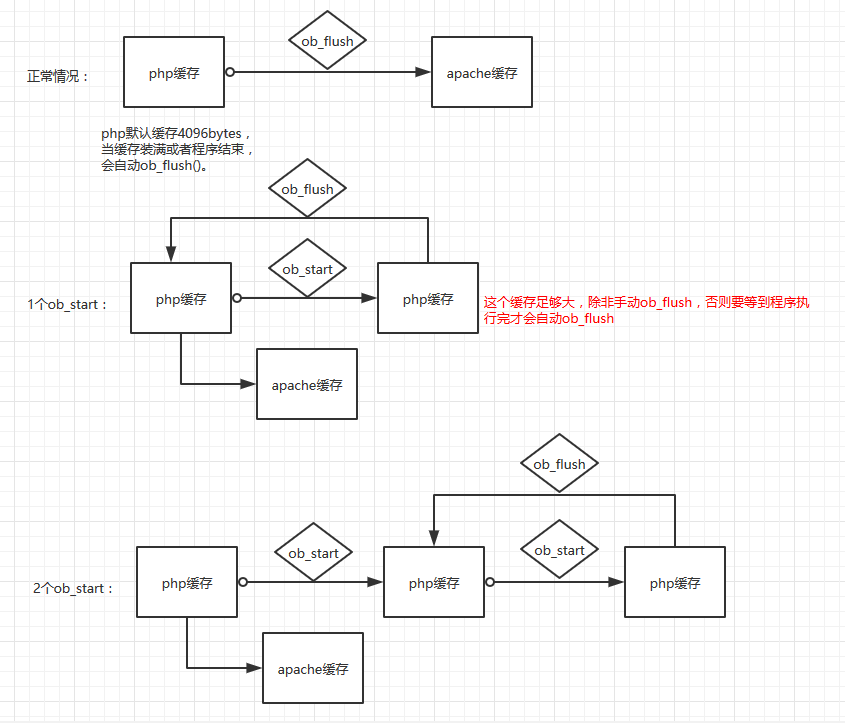 ob_flush
正常情况：
php缓存
apache缓存
php默认缓存4096bytes，
当缓存装满或者程序结束，
会自动ob_flush()。
ob_flush
ob_start
1个ob_start：
php缓存
php缓存
这个缓存足够大，除非手动ob_flush，否则要等到程序执
行完才会自动ob_flush
apache缓存
ob_flush
ob_start
ob_start
2个ob_start：
php缓存
php缓存
php缓存
apache缓存